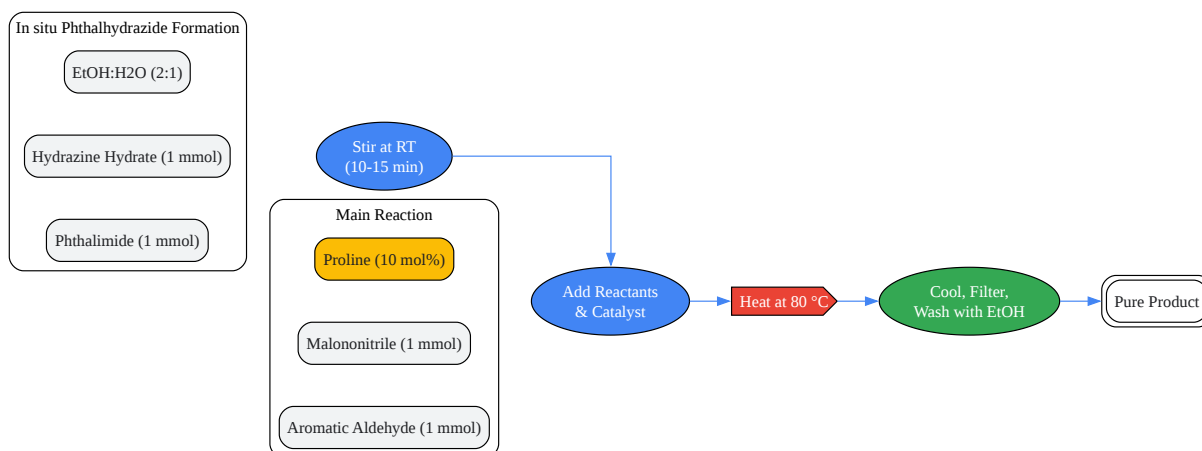 In situ Phthalhydrazide Formation
EtOH:H2O (2:1)
Hydrazine Hydrate (1 mmol)
Phthalimide (1 mmol)
Stir at RT
(10-15 min)
Main Reaction
Proline (10 mol%)
Malononitrile (1 mmol)
Aromatic Aldehyde (1 mmol)
Add Reactants
& Catalyst
Heat at 80 °C
Cool, Filter,
Wash with EtOH
Pure Product